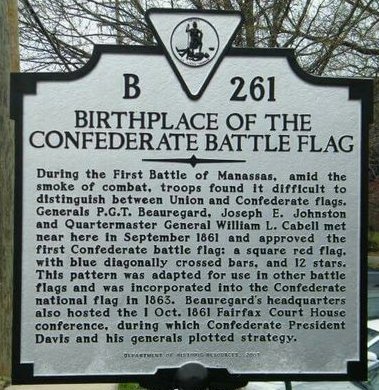 B 261
BIRTHPLACE OF THE
CONFEDERATE BATTLE FLAG
During the First Battle of Manassas, amid the
smoke of combat, troops found it difficult to
distinguish between Union and Confederate flags.
Generals P.G.T. Beauregard, Joseph E. Johnston
and Quartermaster General William L. Cabell met
near here in September 1861 and approved the
first Confederate battle flag: a square red flag,
with blue diagonally crossed bars, and 12 stars.
This pattern was adapted for use in other battle
flags and was incorporated into the Confederate
national flag in 1863. Beauregard's headquarters
also hosted the 1 Oct. 1861 Fairfax Court House
conference, during which Confederate President
Davis and his generals plotted strategy.
DEPARTMENT OF HISTORIC RESOURCES,